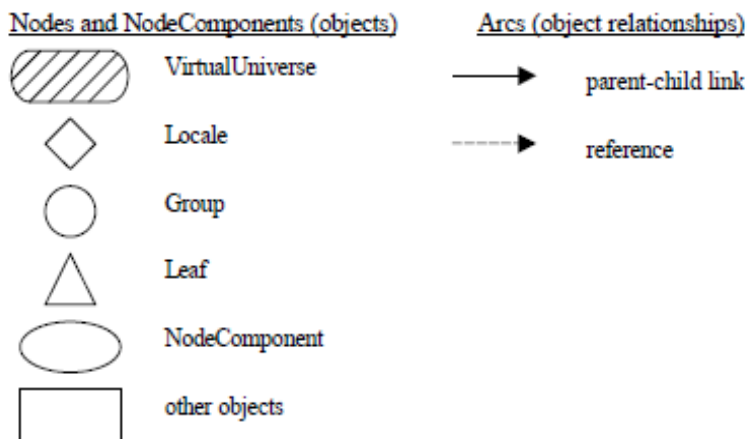 Nodes and NodeComponents (objects)
Arcs (object relationships)
VirtualUniverse
parent-child link
Locale
reference
Group
Leaf
NodeComponent
other objects